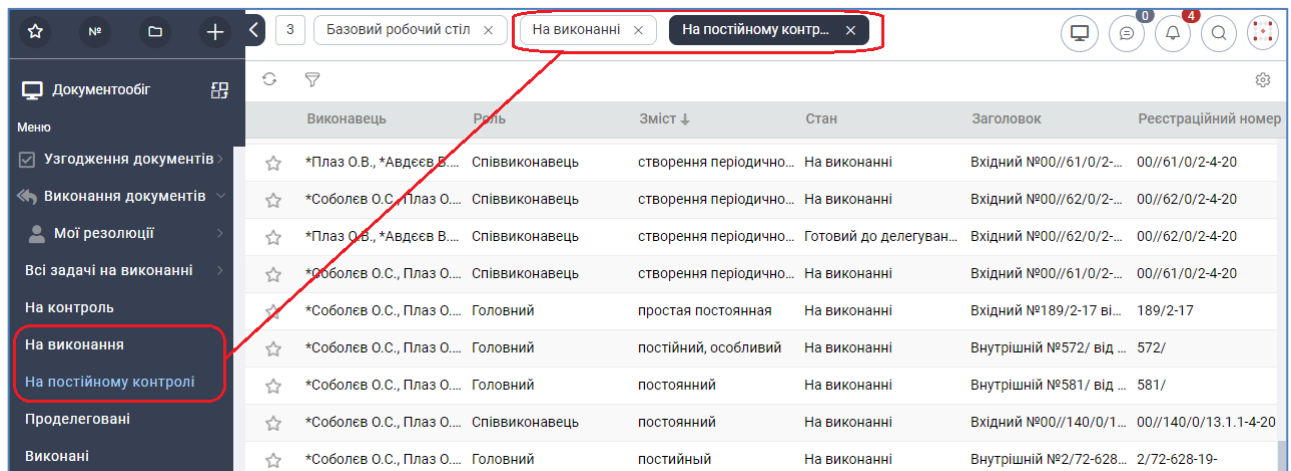 № 3 Базовий робочий стіл × На виконанні × На постійному контр... × 0 4
Документообіг
Меню
Виконавець Роль Зміст ↓ Стан Заголовок Реєстраційний номер
Узгодження документів > *Плаз О.В., *Авдєєв В.... Співвиконавець створення періодично... На виконанні Вхідний №00//61/0/2-... 00//61/0/2-4-20
Виконання документів *Соболєв О.С., Плаз О.... Співвиконавець створення періодично... На виконанні Вхідний №00//62/0/2-... 00//62/0/2-4-20
Мої резолюції > *Плаз О.В., *Авдєєв В.... Співвиконавець створення періодично... Готовий до делегуван... Вхідний №00//62/0/2-... 00//62/0/2-4-20
Всі задачі на виконанні > *Соболєв О.С., Плаз О.... Співвиконавець створення періодично... На виконанні Вхідний №00//61/0/2-... 00//61/0/2-4-20
На контроль *Соболєв О.С., Плаз О.... Головний простая постоянная На виконанні Вхідний №189/2-17 ві... 189/2-17
На виконання *Соболєв О.С., Плаз О.... Головний постійний, особливий На виконанні Внутрішній №572/ від ... 572/
На постійному контролі *Соболєв О.С., Плаз О.... Головний постоянний На виконанні Внутрішній №581/ від ... 581/
Проделеговані *Соболєв О.С., Плаз О.... Співвиконавець постоянний На виконанні Вхідний №00//140/0/1... 00//140/0/13.1.1-4-20
Виконані *Соболєв О.С., Плаз О.... Головний постийный На виконанні Внутрішній №2/72-628... 2/72-628-19-